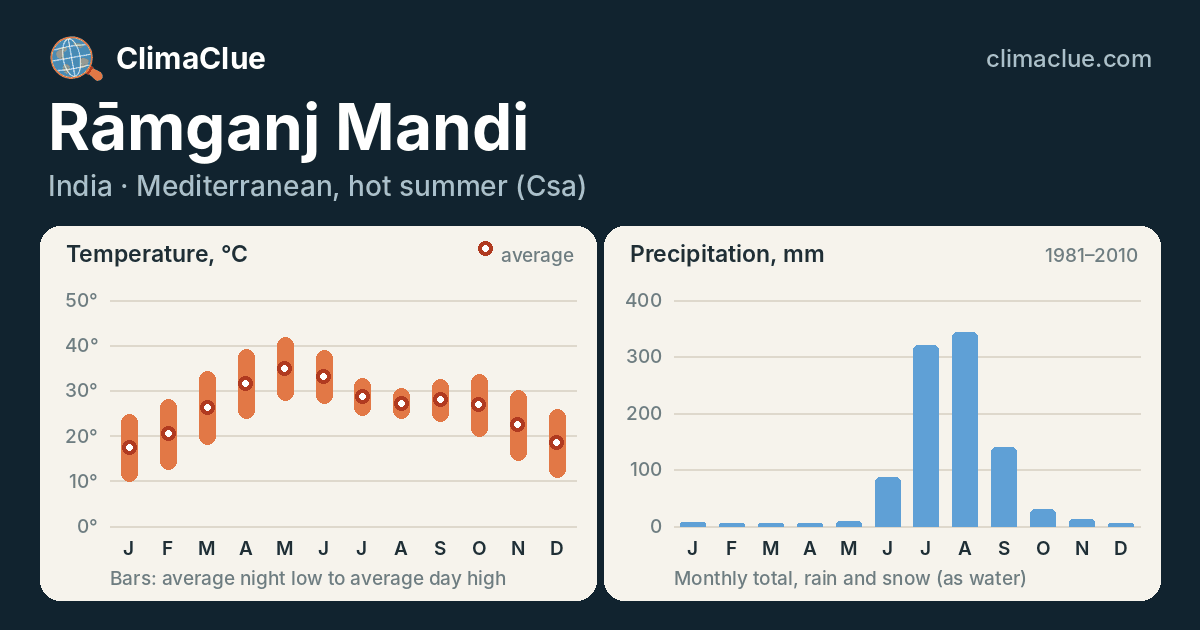 ClimaClue
climaclue.com
Rāmganj Mandi
India · Mediterranean, hot summer (Csa)
Temperature, °C
average
50°
40°
30°
20°
10°
0°
J F M A M J J A S O N D
Bars: average night low to average day high
Precipitation, mm
1981–2010
400
300
200
100
0
J F M A M J J A S O N D
Monthly total, rain and snow (as water)